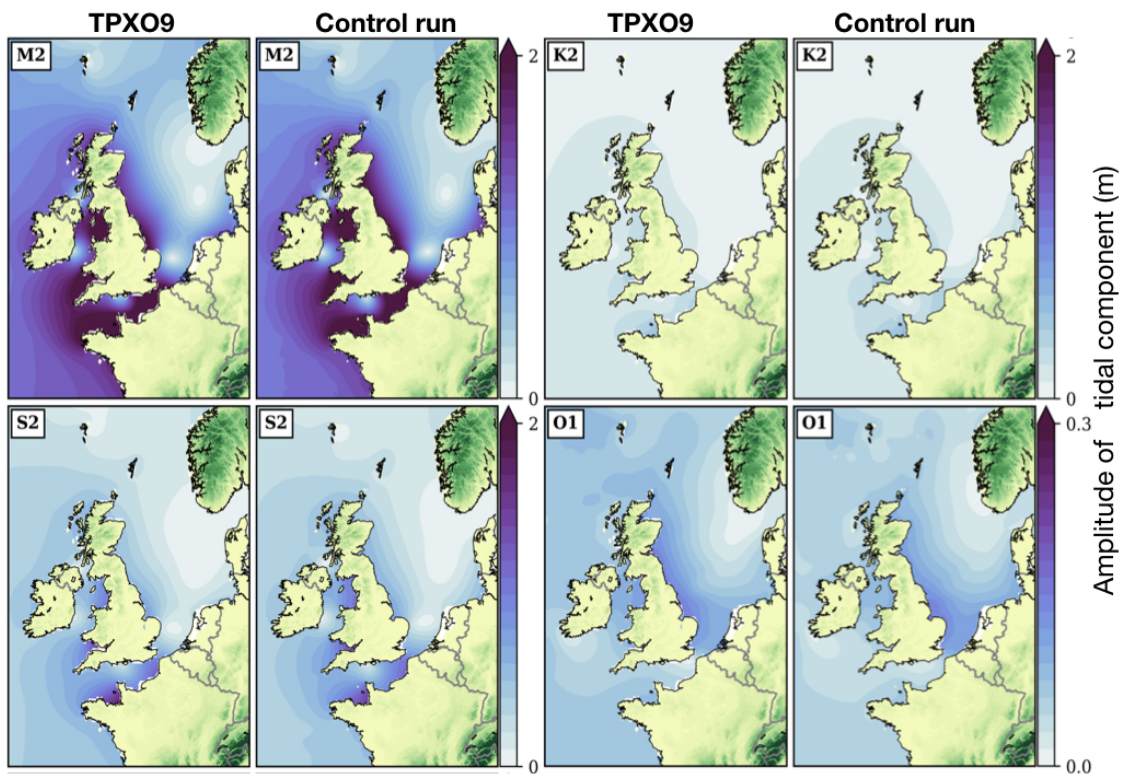 TPXO9 Control run TPXO9 Control run
M2 M2 2 K2 K2 2
0 0
S2 S2 2 O1 O1 0.3
0 0.0
Amplitude of tidal component (m)